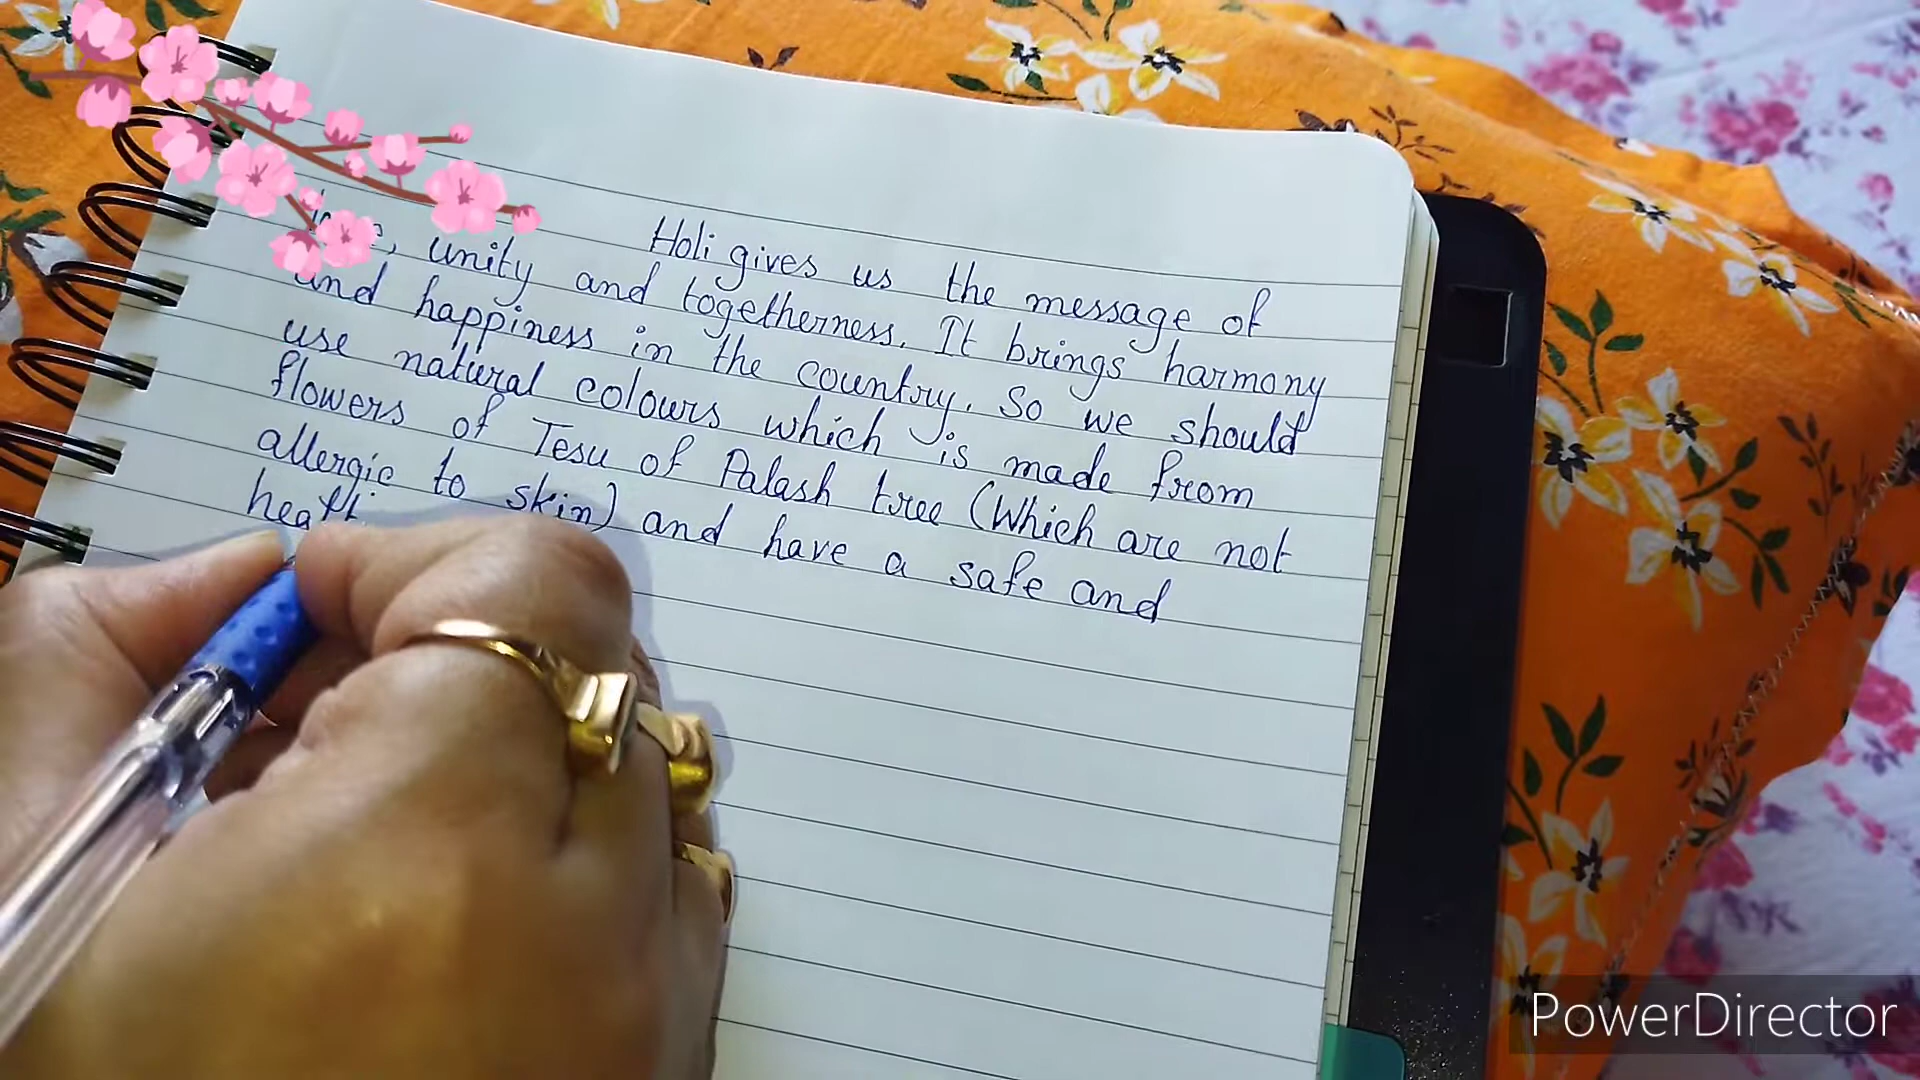 Holi gives us the message of
, unity and togetherness. It brings harmony
and happiness in the country. So we should
use natural colours which is made from
flowers of Tesu of Palash tree (Which are not
allergic to skin) and have a safe and
PowerDirector